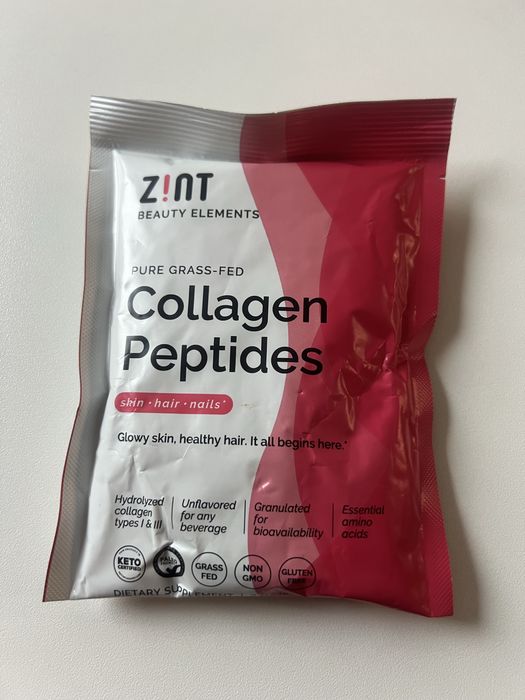 Z!NT
BEAUTY ELEMENTS
PURE GRASS-FED
Collagen
Peptides
skin • hair • nails*
Glowy skin, healthy hair. It all begins here.*
Hydrolyzed
collagen
types I & III
Unflavored
for any
beverage
Granulated
for
bioavailability
Essential
amino
acids
KETO
CERTIFIED
PALEO
FRIENDLY
GRASS
FED
NON
GMO
GLUTEN
FREE
DIETARY SUPPLEMENT